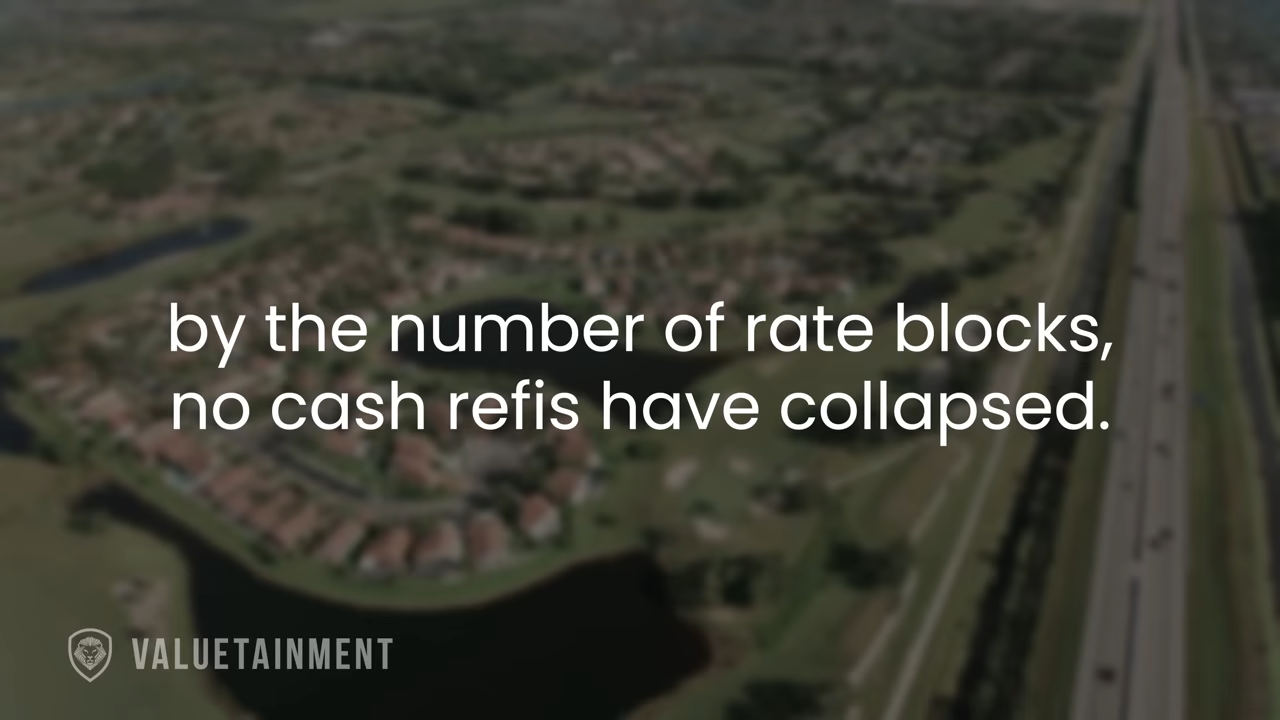 by the number of rate blocks,
no cash refis have collapsed.
VALUETAINMENT